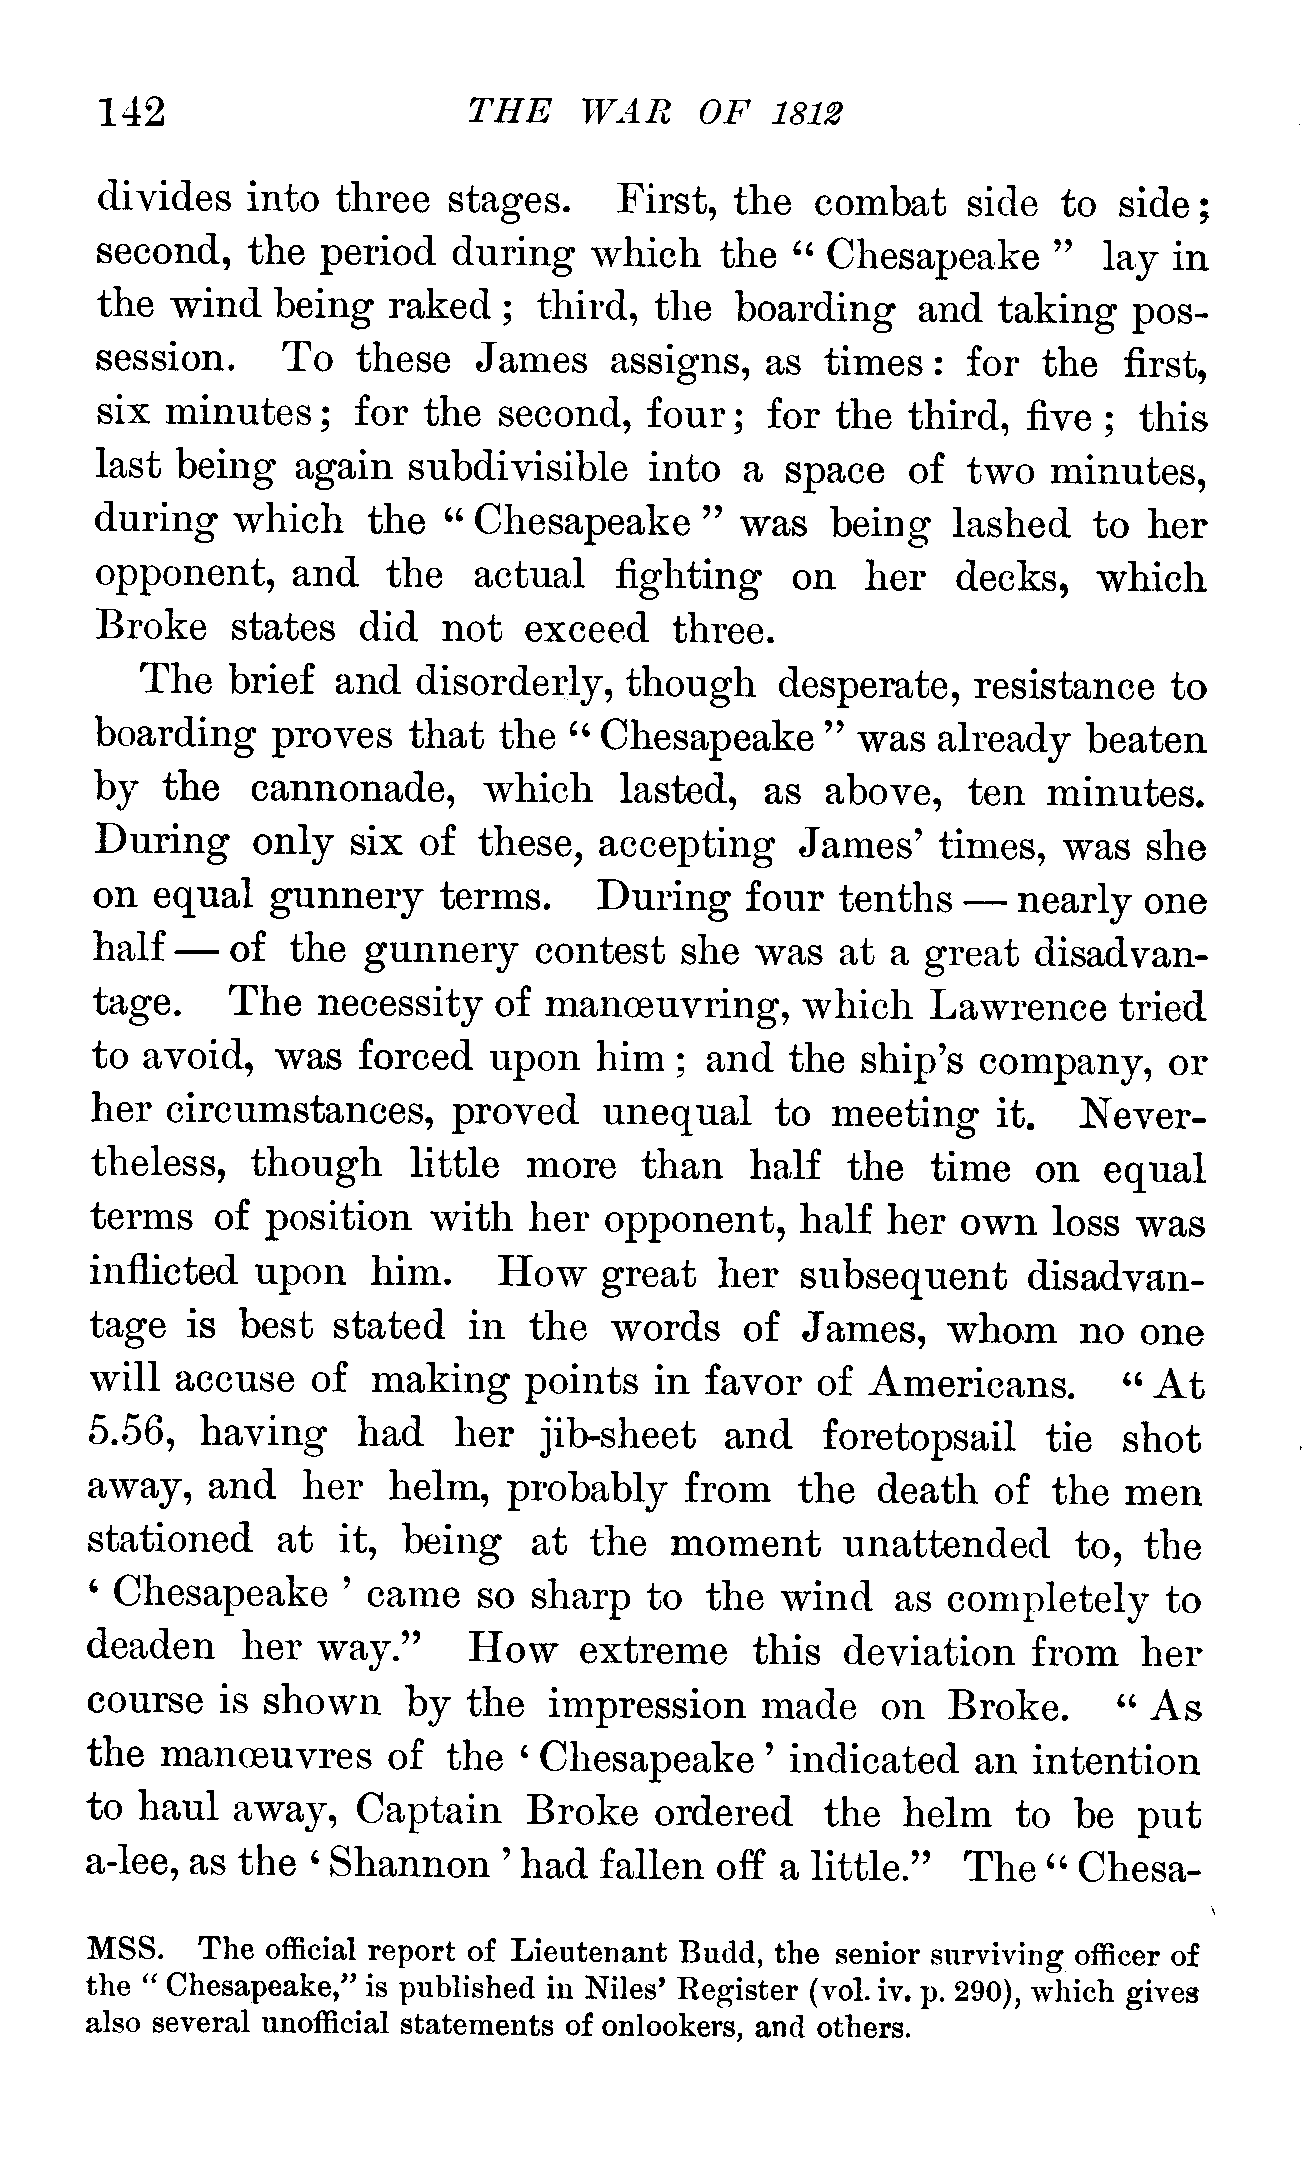 142 THE WAR OF 1812
divides into three stages. First, the combat side to side;
second, the period during which the “Chesapeake” lay in
the wind being raked; third, the boarding and taking pos-
session. To these James assigns, as times: for the first,
six minutes; for the second, four; for the third, five; this
last being again subdivisible into a space of two minutes,
during which the “Chesapeake” was being lashed to her
opponent, and the actual fighting on her decks, which
Broke states did not exceed three.
The brief and disorderly, though desperate, resistance to
boarding proves that the “Chesapeake” was already beaten
by the cannonade, which lasted, as above, ten minutes.
During only six of these, accepting James’ times, was she
on equal gunnery terms. During four tenths — nearly one
half — of the gunnery contest she was at a great disadvan-
tage. The necessity of manœuvring, which Lawrence tried
to avoid, was forced upon him; and the ship’s company, or
her circumstances, proved unequal to meeting it. Never-
theless, though little more than half the time on equal
terms of position with her opponent, half her own loss was
inflicted upon him. How great her subsequent disadvan-
tage is best stated in the words of James, whom no one
will accuse of making points in favor of Americans. “At
5.56, having had her jib-sheet and foretopsail tie shot
away, and her helm, probably from the death of the men
stationed at it, being at the moment unattended to, the
‘Chesapeake’ came so sharp to the wind as completely to
deaden her way.” How extreme this deviation from her
course is shown by the impression made on Broke. “As
the manœuvres of the ‘Chesapeake’ indicated an intention
to haul away, Captain Broke ordered the helm to be put
a-lee, as the ‘Shannon’ had fallen off a little.” The “Chesa-
MSS. The official report of Lieutenant Budd, the senior surviving officer of
the “Chesapeake,” is published in Niles’ Register (vol. iv. p. 290), which gives
also several unofficial statements of onlookers, and others.